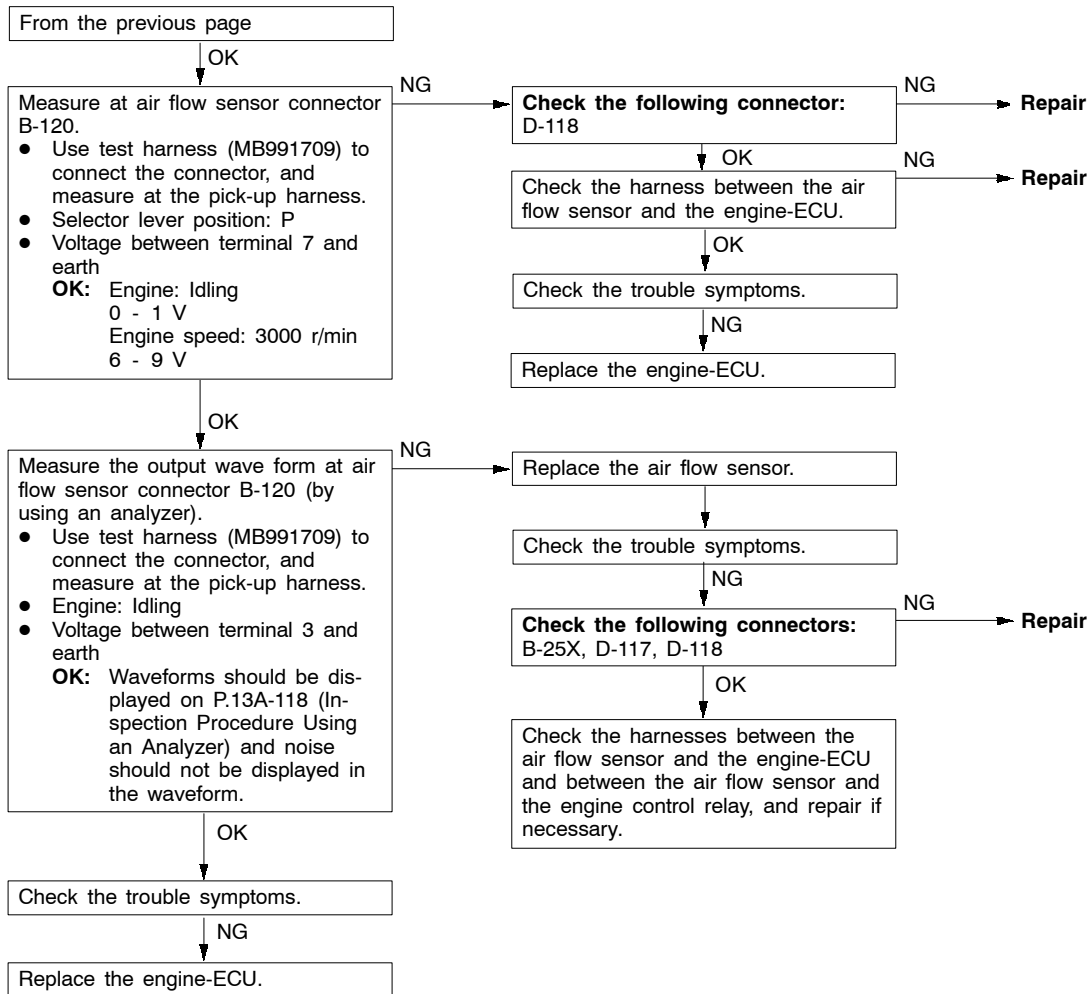 From the previous page
OK
Measure at air flow sensor connector
B-120.
● Use test harness (MB991709) to
connect the connector, and
measure at the pick-up harness.
● Selector lever position: P
● Voltage between terminal 7 and
earth
OK: Engine: Idling
0 - 1 V
Engine speed: 3000 r/min
6 - 9 V
NG
Check the following connector:
D-118
NG
Repair
OK
Check the harness between the air
flow sensor and the engine-ECU.
NG
Repair
OK
Check the trouble symptoms.
NG
Replace the engine-ECU.
OK
Measure the output wave form at air
flow sensor connector B-120 (by
using an analyzer).
● Use test harness (MB991709) to
connect the connector, and
measure at the pick-up harness.
● Engine: Idling
● Voltage between terminal 3 and
earth
OK: Waveforms should be dis-
played on P.13A-118 (In-
spection Procedure Using
an Analyzer) and noise
should not be displayed in
the waveform.
NG
Replace the air flow sensor.
Check the trouble symptoms.
NG
Check the following connectors:
B-25X, D-117, D-118
NG
Repair
OK
Check the harnesses between the
air flow sensor and the engine-ECU
and between the air flow sensor and
the engine control relay, and repair if
necessary.
OK
Check the trouble symptoms.
NG
Replace the engine-ECU.